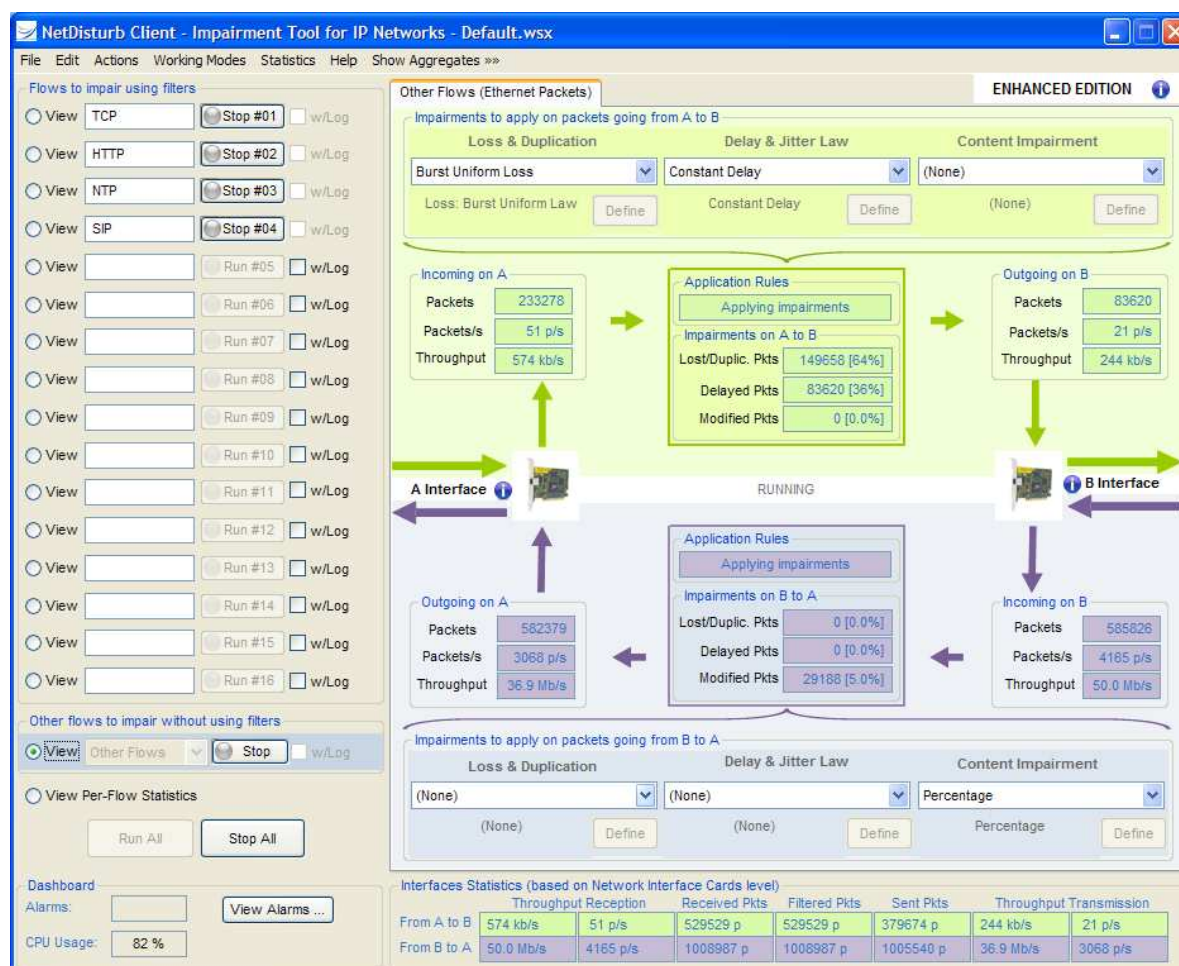 NetDisturb Client - Impairment Tool for IP Networks - Default.wsx
File Edit Actions Working Modes Statistics Help Show Aggregates »»
Flows to impair using filters
View TCP Stop #01 w/Log
View HTTP Stop #02 w/Log
View NTP Stop #03 w/Log
View SIP Stop #04 w/Log
View Run #05 w/Log
View Run #06 w/Log
View Run #07 w/Log
View Run #08 w/Log
View Run #09 w/Log
View Run #10 w/Log
View Run #11 w/Log
View Run #12 w/Log
View Run #13 w/Log
View Run #14 w/Log
View Run #15 w/Log
View Run #16 w/Log
Other flows to impair without using filters
View Other Flows Stop w/Log
View Per-Flow Statistics
Run All Stop All
Dashboard
Alarms: View Alarms ...
CPU Usage: 82 %
Other Flows (Ethernet Packets) ENHANCED EDITION
Impairments to apply on packets going from A to B
Loss & Duplication Delay & Jitter Law Content Impairment
Burst Uniform Loss Constant Delay (None)
Loss: Burst Uniform Law Define Constant Delay Define (None) Define
Incoming on A
Packets 233278
Packets/s 51 p/s
Throughput 574 kb/s
Application Rules
Applying impairments
Impairments on A to B
Lost/Duplic. Pkts 149658 [64%]
Delayed Pkts 83620 [36%]
Modified Pkts 0 [0.0%]
Outgoing on B
Packets 83620
Packets/s 21 p/s
Throughput 244 kb/s
A Interface RUNNING B Interface
Outgoing on A
Packets 582379
Packets/s 3068 p/s
Throughput 36.9 Mb/s
Application Rules
Applying impairments
Impairments on B to A
Lost/Duplic. Pkts 0 [0.0%]
Delayed Pkts 0 [0.0%]
Modified Pkts 29188 [5.0%]
Incoming on B
Packets 585826
Packets/s 4165 p/s
Throughput 50.0 Mb/s
Impairments to apply on packets going from B to A
Loss & Duplication Delay & Jitter Law Content Impairment
(None) (None) Percentage
(None) Define (None) Define Percentage Define
Interfaces Statistics (based on Network Interface Cards level)
Throughput Reception Received Pkts Filtered Pkts Sent Pkts Throughput Transmission
From A to B 574 kb/s 51 p/s 529529 p 529529 p 379674 p 244 kb/s 21 p/s
From B to A 50.0 Mb/s 4165 p/s 1008987 p 1008987 p 1005540 p 36.9 Mb/s 3068 p/s